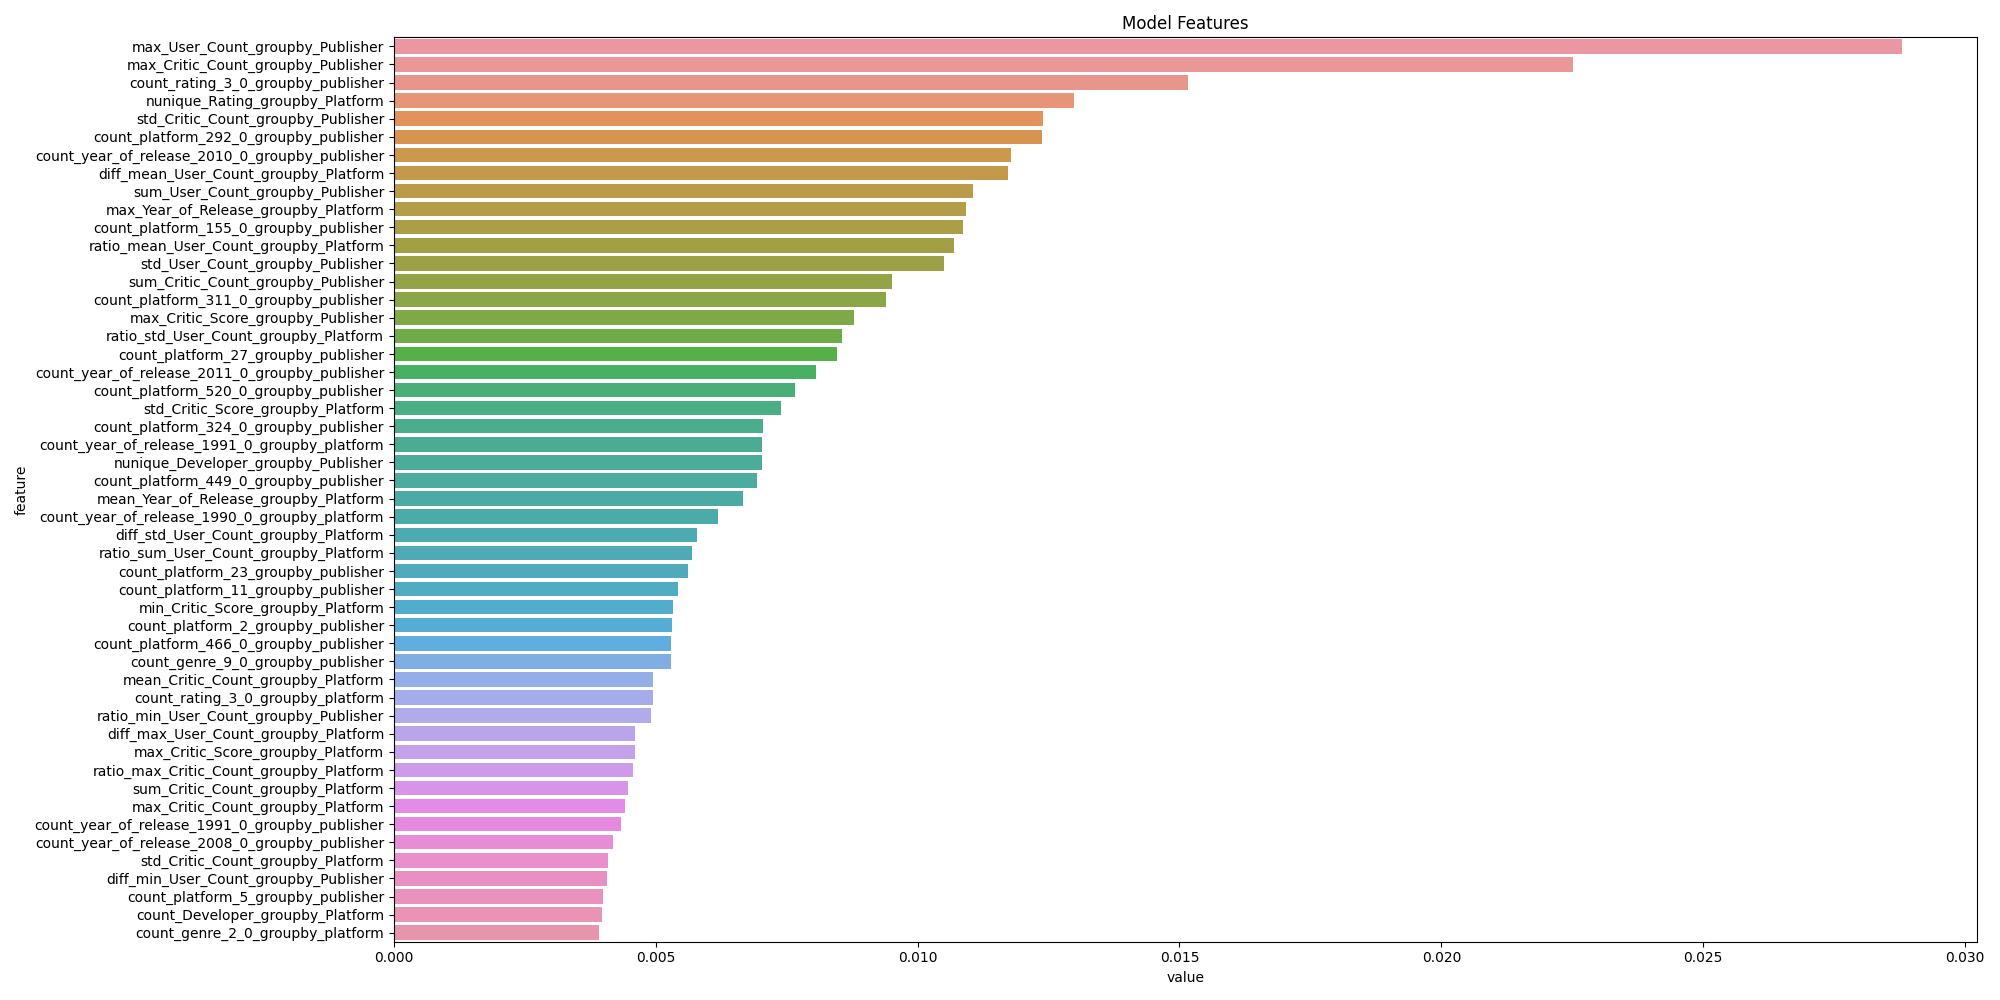 Model Features
max_User_Count_groupby_Publisher
max_Critic_Count_groupby_Publisher
count_rating_3_0_groupby_publisher
nunique_Rating_groupby_Platform
std_Critic_Count_groupby_Publisher
count_platform_292_0_groupby_publisher
count_year_of_release_2010_0_groupby_publisher
diff_mean_User_Count_groupby_Platform
sum_User_Count_groupby_Publisher
max_Year_of_Release_groupby_Platform
count_platform_155_0_groupby_publisher
ratio_mean_User_Count_groupby_Platform
std_User_Count_groupby_Publisher
sum_Critic_Count_groupby_Publisher
count_platform_311_0_groupby_publisher
max_Critic_Score_groupby_Publisher
ratio_std_User_Count_groupby_Platform
count_platform_27_groupby_publisher
count_year_of_release_2011_0_groupby_publisher
count_platform_520_0_groupby_publisher
std_Critic_Score_groupby_Platform
count_platform_324_0_groupby_publisher
count_year_of_release_1991_0_groupby_platform
nunique_Developer_groupby_Publisher
count_platform_449_0_groupby_publisher
mean_Year_of_Release_groupby_Platform
count_year_of_release_1990_0_groupby_platform
diff_std_User_Count_groupby_Platform
ratio_sum_User_Count_groupby_Platform
count_platform_23_groupby_publisher
count_platform_11_groupby_publisher
min_Critic_Score_groupby_Platform
count_platform_2_groupby_publisher
count_platform_466_0_groupby_publisher
count_genre_9_0_groupby_publisher
mean_Critic_Count_groupby_Platform
count_rating_3_0_groupby_platform
ratio_min_User_Count_groupby_Publisher
diff_max_User_Count_groupby_Platform
max_Critic_Score_groupby_Platform
ratio_max_Critic_Count_groupby_Platform
sum_Critic_Count_groupby_Platform
max_Critic_Count_groupby_Platform
count_year_of_release_1991_0_groupby_publisher
count_year_of_release_2008_0_groupby_publisher
std_Critic_Count_groupby_Platform
diff_min_User_Count_groupby_Publisher
count_platform_5_groupby_publisher
count_Developer_groupby_Platform
count_genre_2_0_groupby_platform
feature
0.000 0.005 0.010 0.015 0.020 0.025 0.030
value